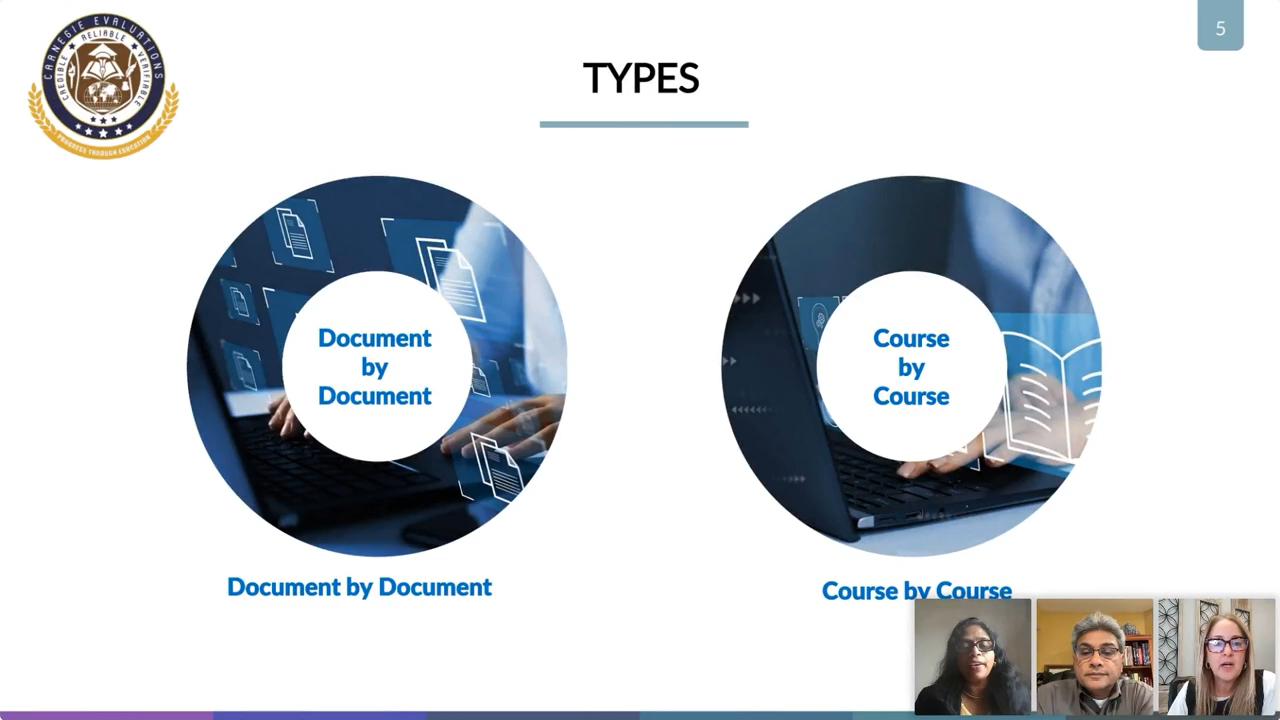 5
CARNEGIE EVALUATIONS
CREDIBLE RELIABLE VERIFIABLE
PROGRESS THROUGH EDUCATION
TYPES
Document
by
Document
Course
by
Course
Document by Document
Course by Course